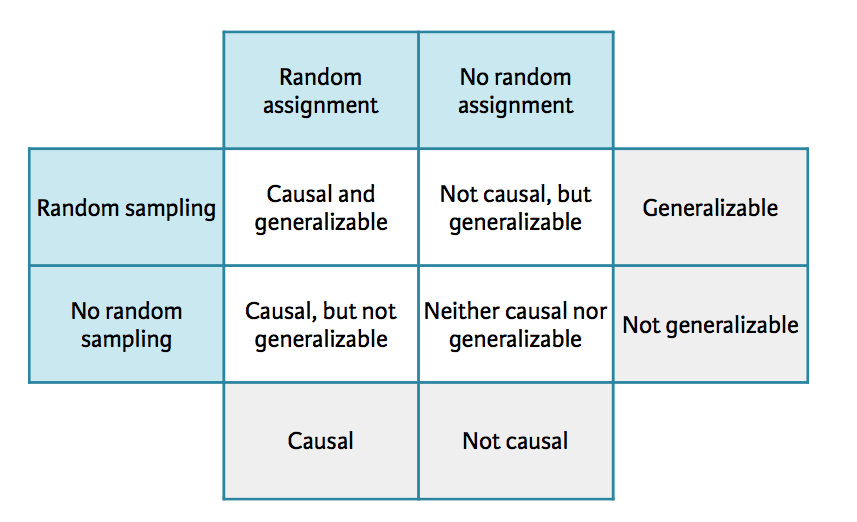 Random
assignment
No random
assignment
Random sampling
Causal and
generalizable
Not causal, but
generalizable
Generalizable
No random
sampling
Causal, but not
generalizable
Neither causal nor
generalizable
Not generalizable
Causal
Not causal